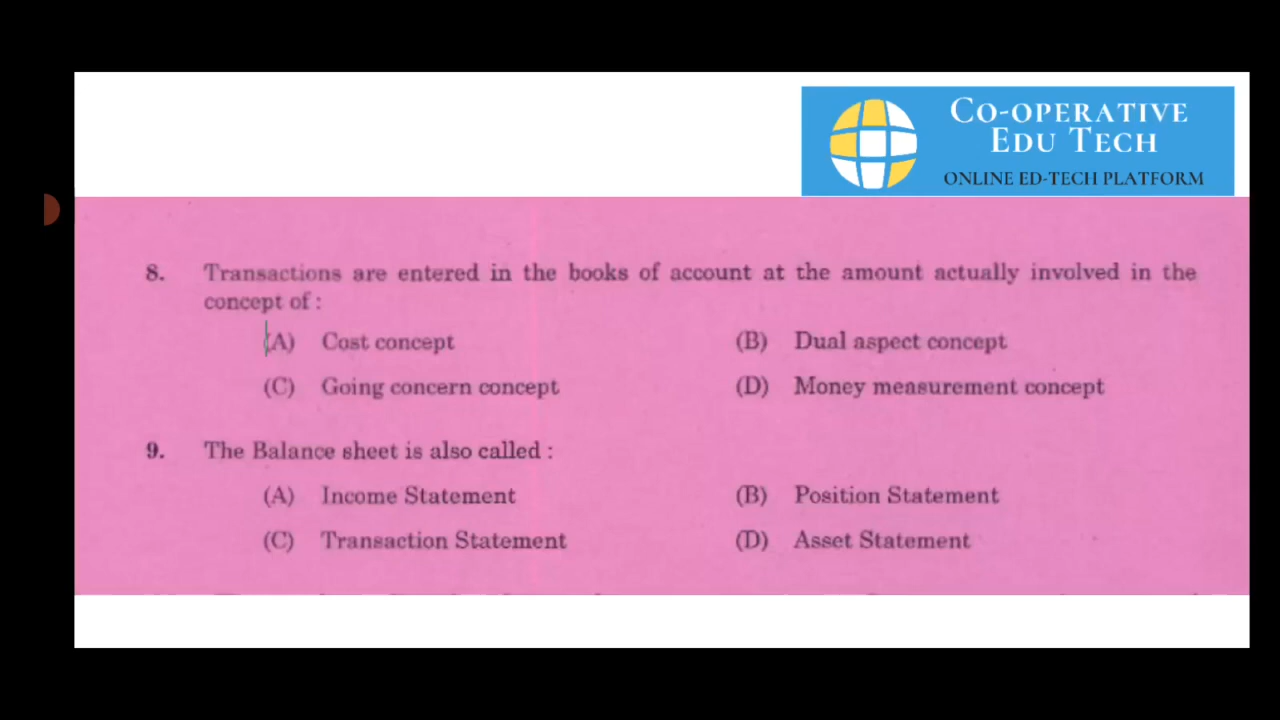 CO-OPERATIVE
EDU TECH
ONLINE ED-TECH PLATFORM
8. Transactions are entered in the books of account at the amount actually involved in the
concept of :
(A) Cost concept (B) Dual aspect concept
(C) Going concern concept (D) Money measurement concept
9. The Balance sheet is also called :
(A) Income Statement (B) Position Statement
(C) Transaction Statement (D) Asset Statement